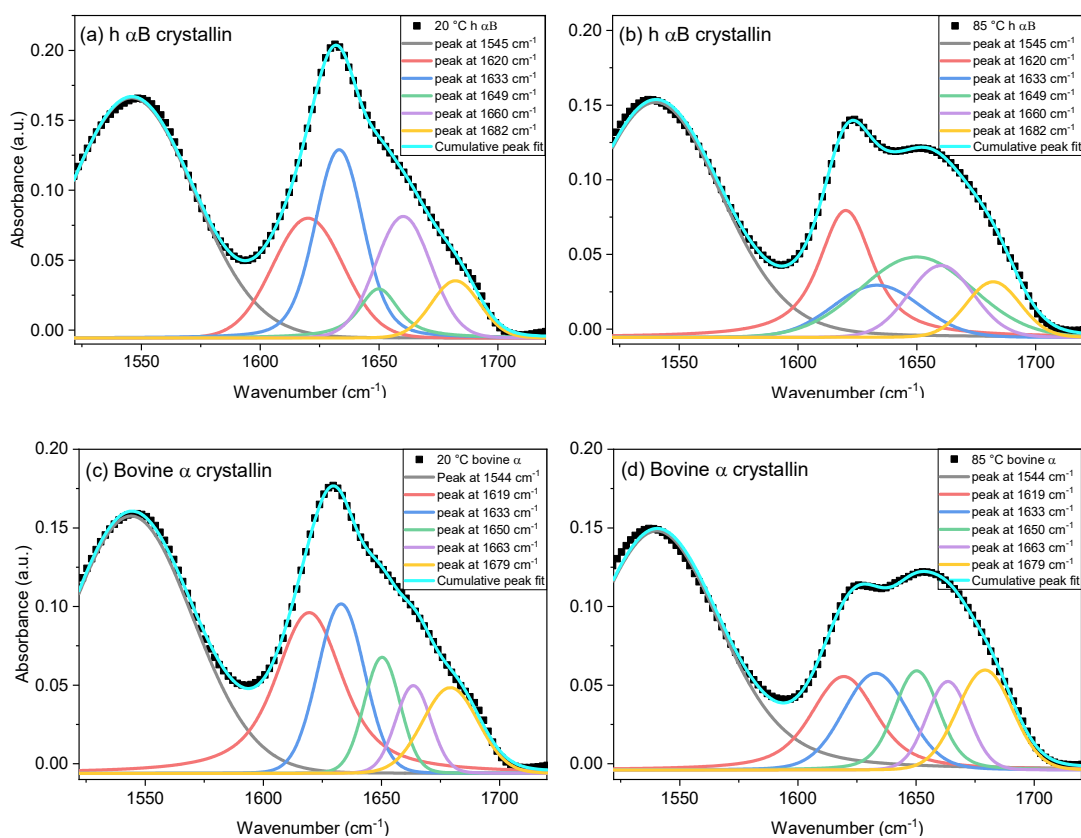 (a) h αB crystallin
20 °C h αB
peak at 1545 cm⁻¹
peak at 1620 cm⁻¹
peak at 1633 cm⁻¹
peak at 1649 cm⁻¹
peak at 1660 cm⁻¹
peak at 1682 cm⁻¹
Cumulative peak fit
0.20
0.15
0.10
0.05
0.00
Absorbance (a.u.)
1550
1600
1650
1700
Wavenumber (cm⁻¹)
(b) h αB crystallin
85 °C h αB
peak at 1545 cm⁻¹
peak at 1620 cm⁻¹
peak at 1633 cm⁻¹
peak at 1649 cm⁻¹
peak at 1660 cm⁻¹
peak at 1682 cm⁻¹
Cumulative peak fit
0.20
0.15
0.10
0.05
0.00
1550
1600
1650
1700
Wavenumber (cm⁻¹)
(c) Bovine α crystallin
20 °C bovine α
Peak at 1544 cm⁻¹
peak at 1619 cm⁻¹
peak at 1633 cm⁻¹
peak at 1650 cm⁻¹
peak at 1663 cm⁻¹
peak at 1679 cm⁻¹
Cumulative peak fit
0.20
0.15
0.10
0.05
0.00
Absorbance (a.u.)
1550
1600
1650
1700
Wavenumber (cm⁻¹)
(d) Bovine α crystallin
85 °C bovine α
peak at 1544 cm⁻¹
peak at 1619 cm⁻¹
peak at 1633 cm⁻¹
peak at 1650 cm⁻¹
peak at 1663 cm⁻¹
peak at 1679 cm⁻¹
Cumulative peak fit
0.20
0.15
0.10
0.05
0.00
1550
1600
1650
1700
Wavenumber (cm⁻¹)